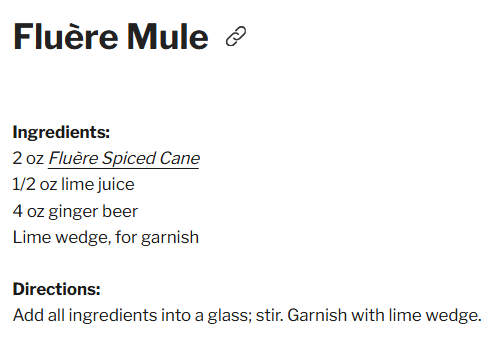 Fluère Mule
Ingredients:
2 oz Fluère Spiced Cane
1/2 oz lime juice
4 oz ginger beer
Lime wedge, for garnish
Directions:
Add all ingredients into a glass; stir. Garnish with lime wedge.